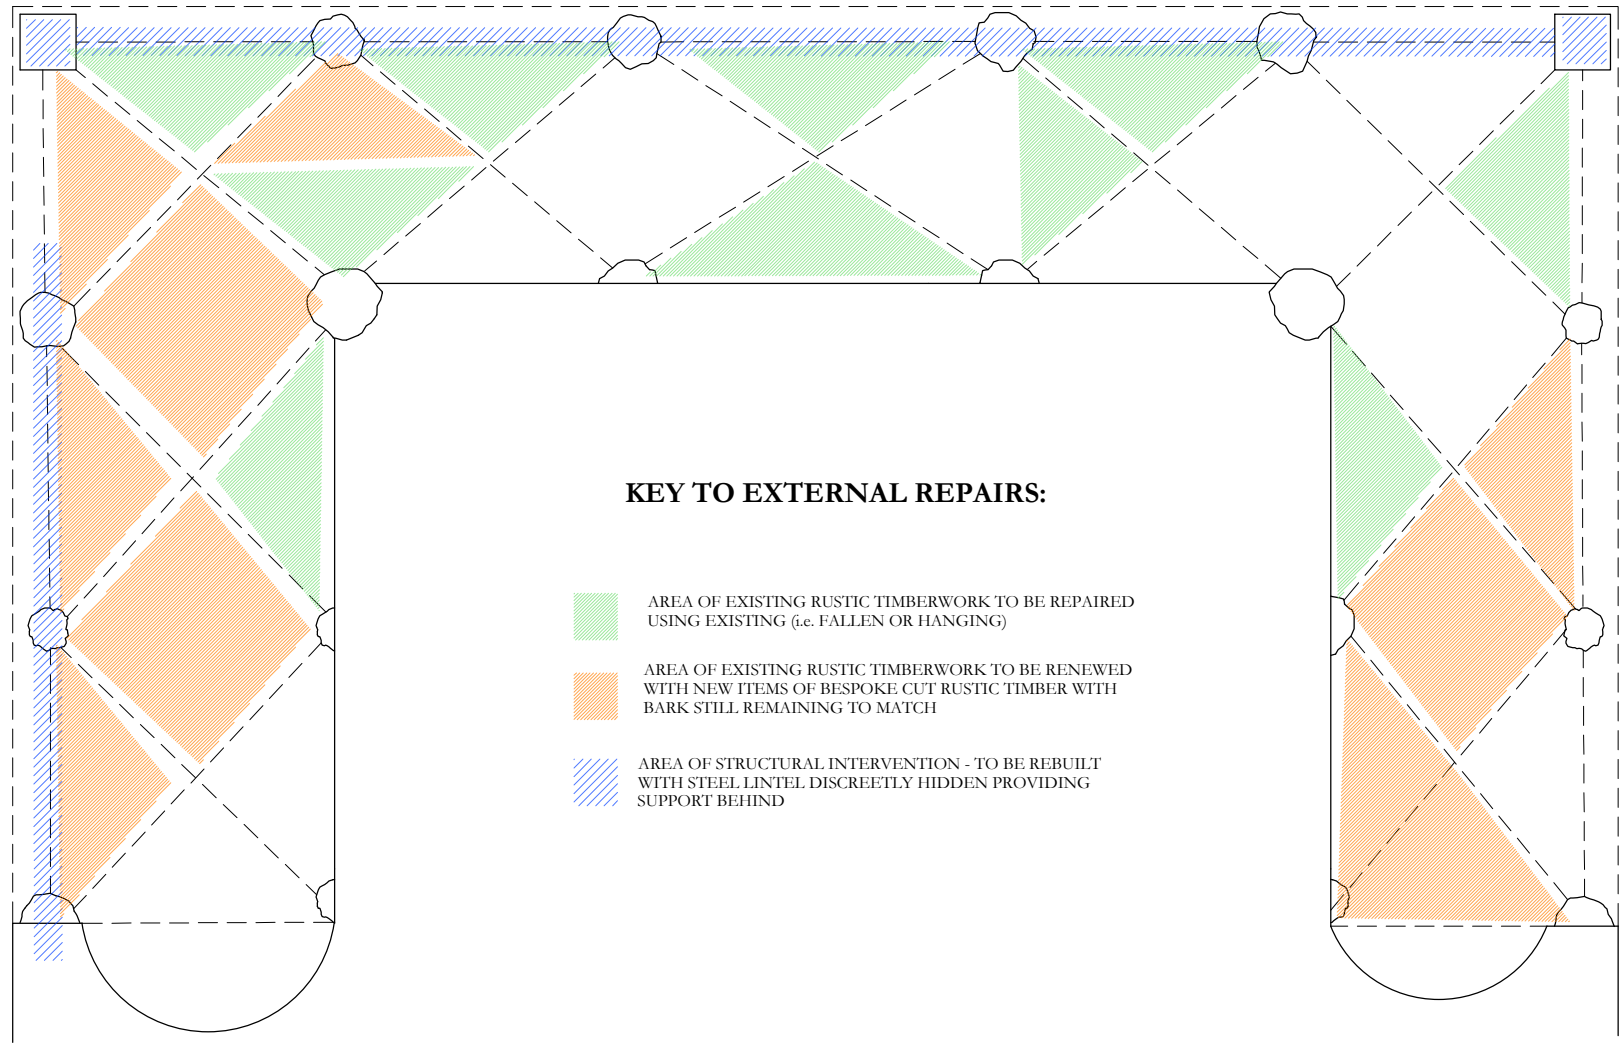 KEY TO EXTERNAL REPAIRS:
AREA OF EXISTING RUSTIC TIMBERWORK TO BE REPAIRED
USING EXISTING (i.e. FALLEN OR HANGING)
AREA OF EXISTING RUSTIC TIMBERWORK TO BE RENEWED
WITH NEW ITEMS OF BESPOKE CUT RUSTIC TIMBER WITH
BARK STILL REMAINING TO MATCH
AREA OF STRUCTURAL INTERVENTION - TO BE REBUILT
WITH STEEL LINTEL DISCREETLY HIDDEN PROVIDING
SUPPORT BEHIND